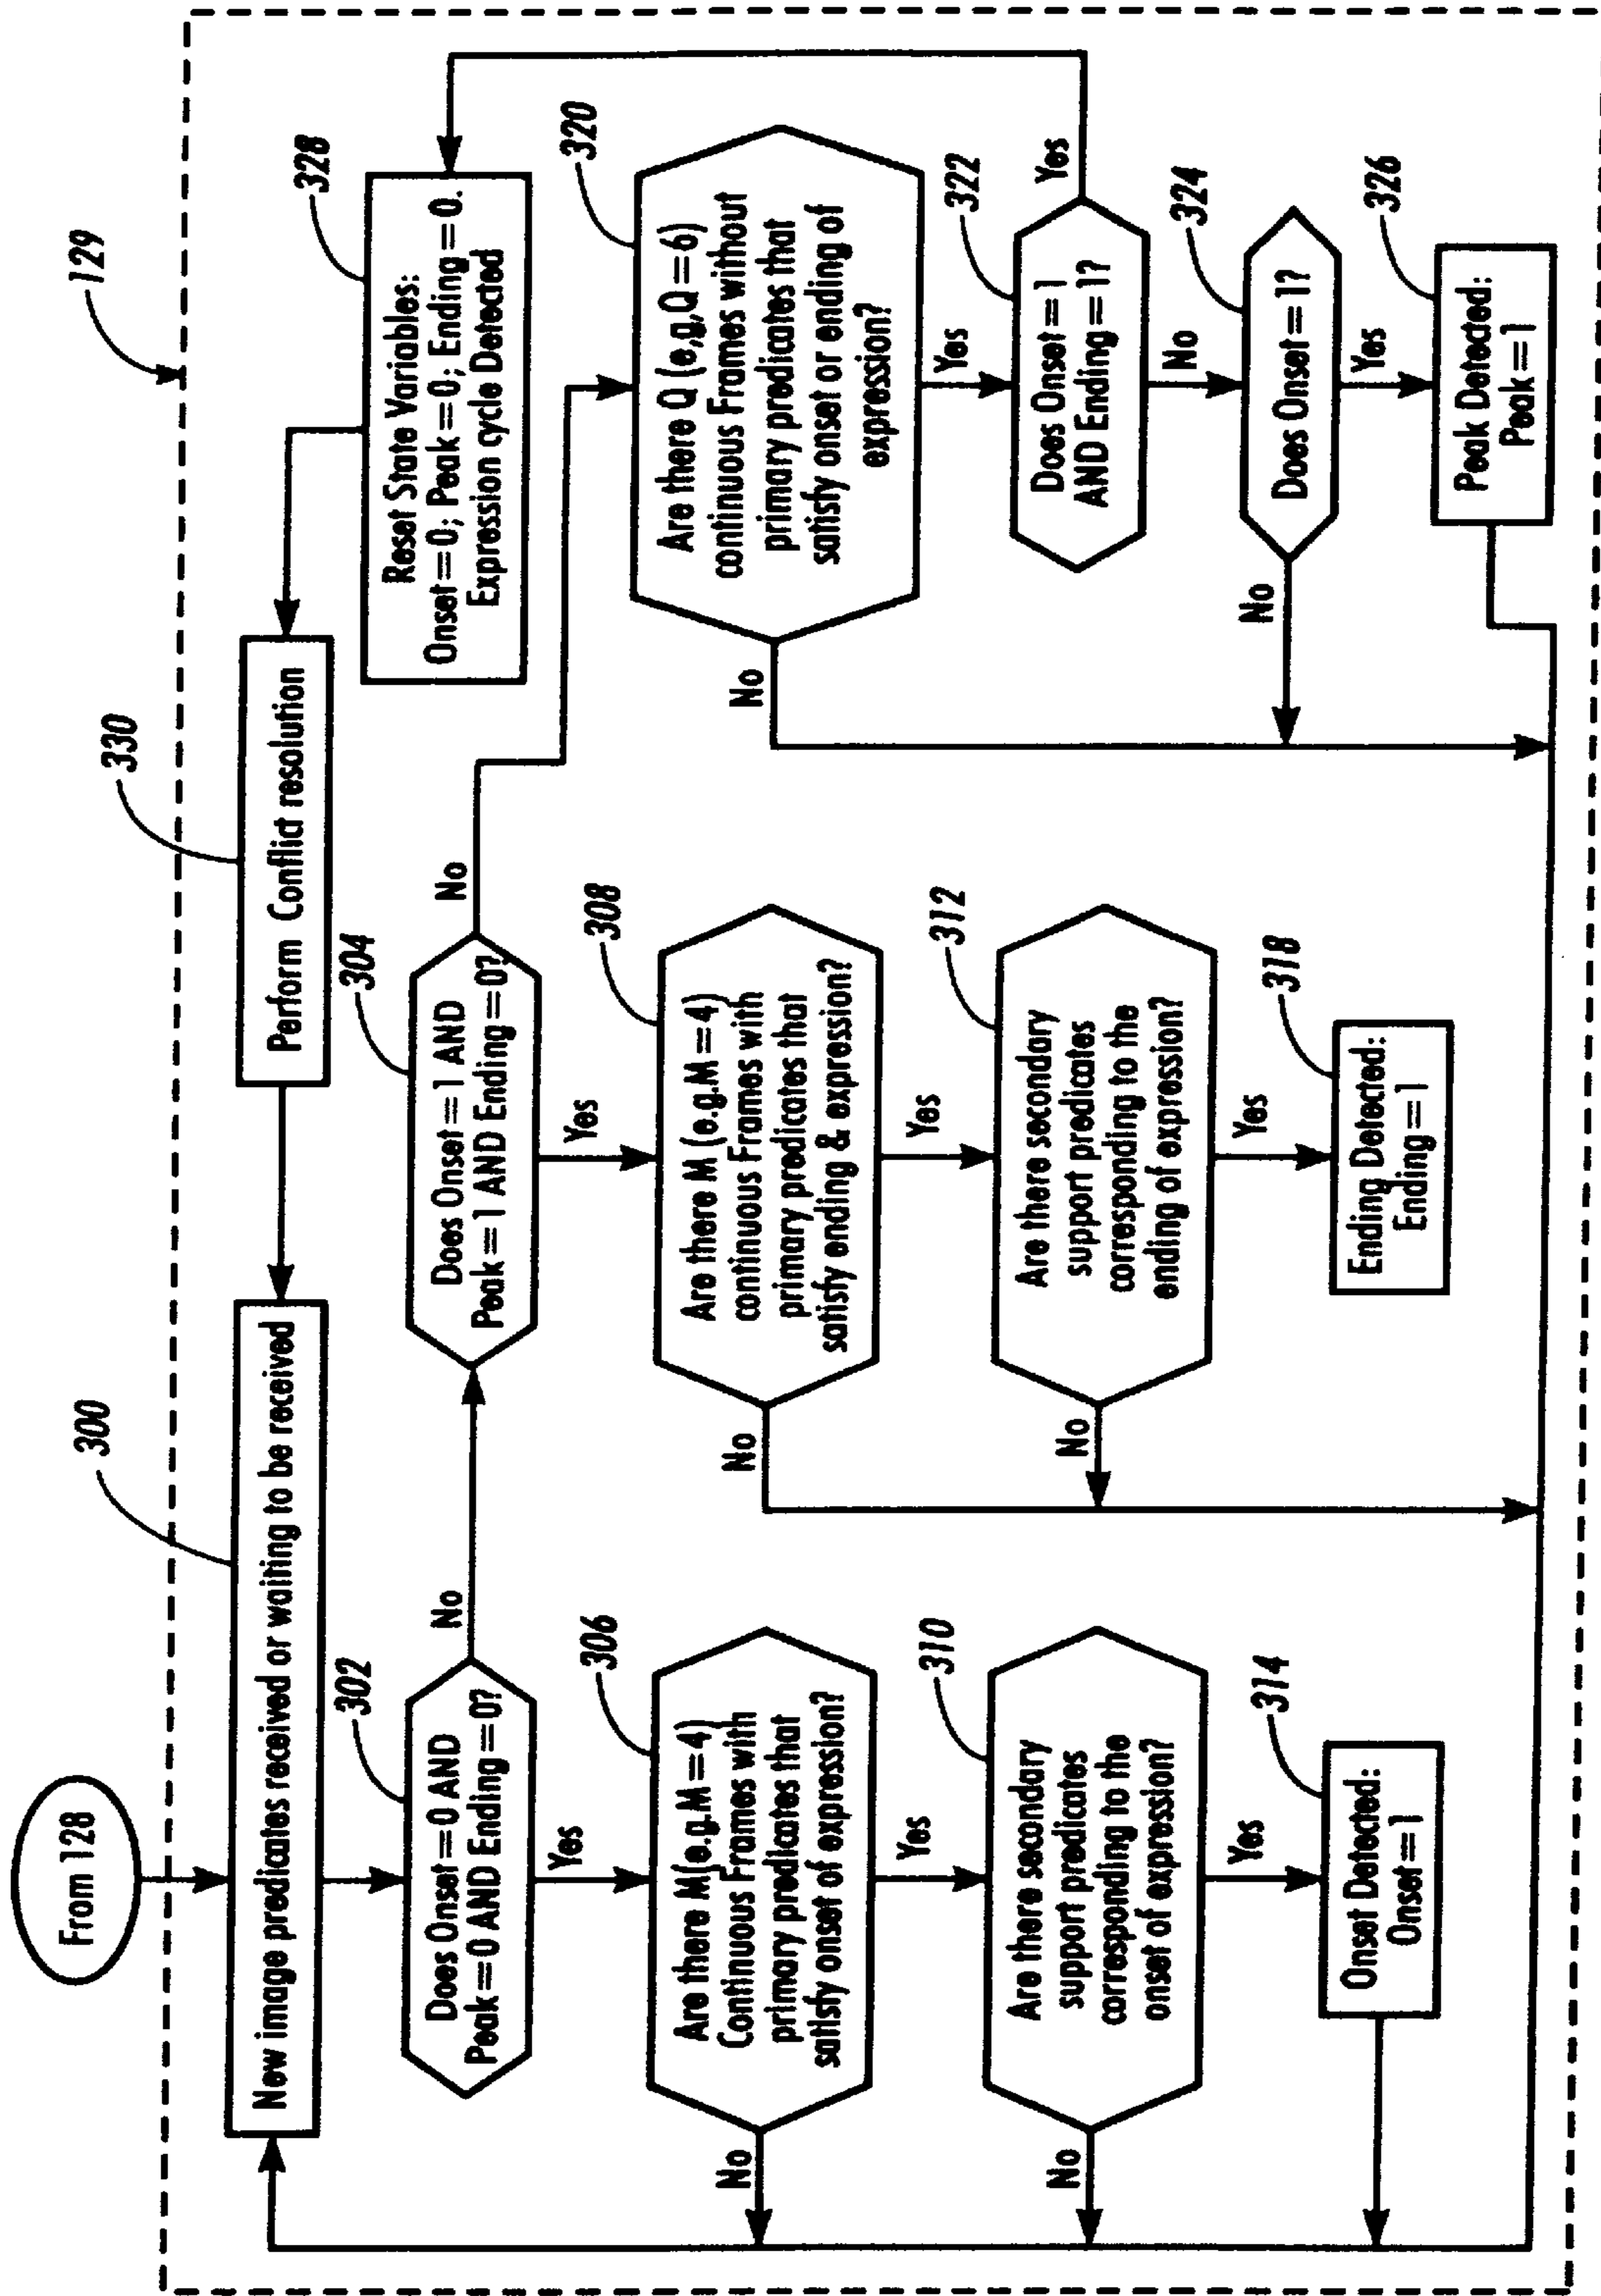 129
From 128
300
New image predicates received or waiting to be received
330
Perform Conflict resolution
328
Reset State Variables:
Onset=0; Peak=0; Ending=0.
Expression cycle Detected
302
Does Onset=0 AND
Peak=0 AND Ending=0?
No
Yes
304
Does Onset=1 AND
Peak=1 AND Ending=0?
No
Yes
306
Are there M(e.g.M=4)
Continuous Frames with
primary predicates that
satisfy onset of expression?
No
Yes
308
Are there M (e.g.M=4)
continuous Frames with
primary predicates that
satisfy ending & expression?
No
Yes
320
Are there Q (e,g,Q=6)
continuous Frames without
primary predicates that
satisfy onset or ending of
expression?
No
Yes
310
Are there secondary
support predicates
corresponding to the
onset of expression?
No
Yes
312
Are there secondary
support predicates
corresponding to the
ending of expression?
No
Yes
322
Does Onset=1
AND Ending=1?
Yes
No
324
Does Onset=1?
No
Yes
314
Onset Detected:
Onset=1
318
Ending Detected:
Ending=1
326
Peak Detected:
Peak=1